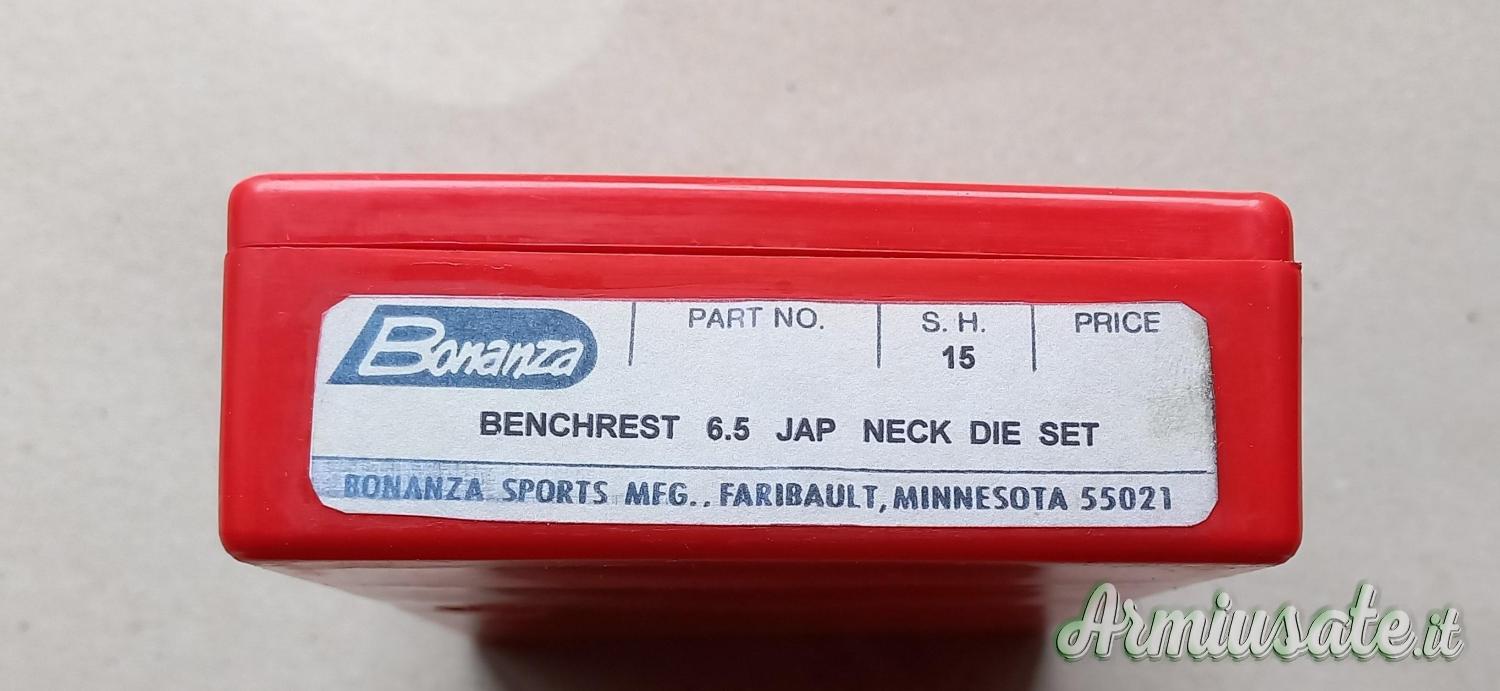 Bonanza
PART NO.
S. H.
PRICE
15
BENCHREST 6.5 JAP NECK DIE SET
BONANZA SPORTS MFG., FARIBAULT, MINNESOTA 55021
Armiusate.it